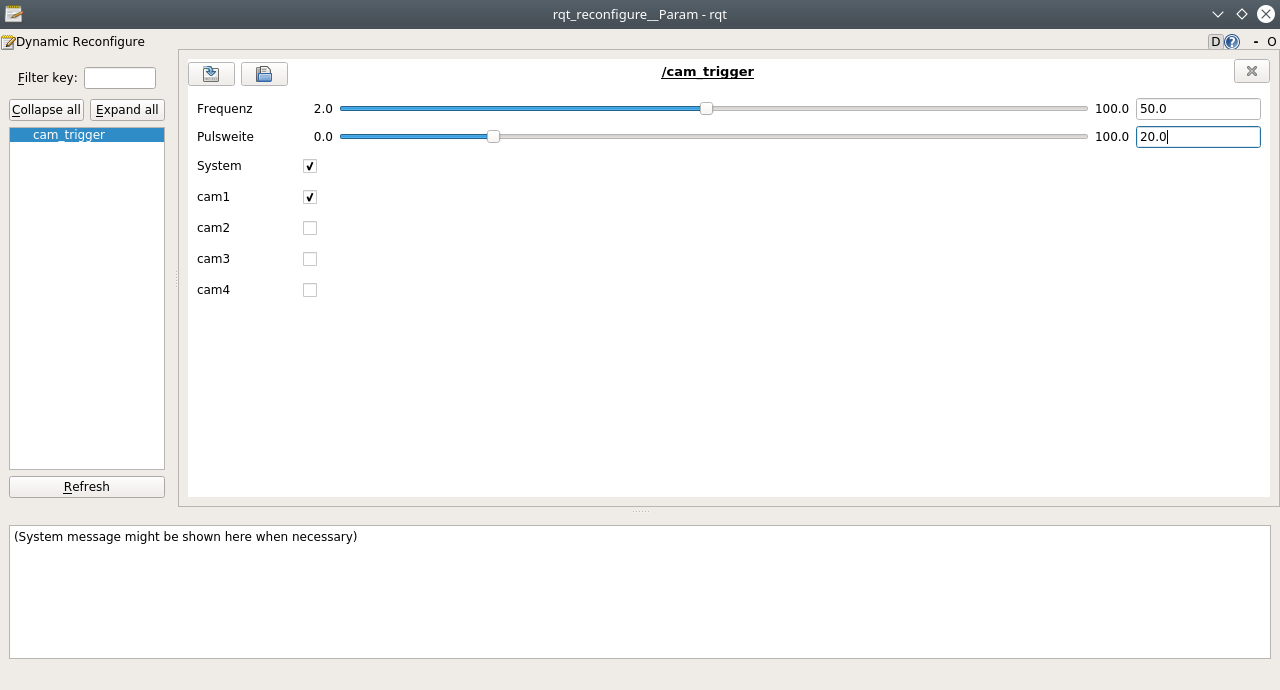 rqt_reconfigure__Param - rqt
Dynamic Reconfigure
D ? - O
Filter key:
Collapse all Expand all
cam_trigger
Refresh
/cam_trigger
Frequenz 2.0 100.0 50.0
Pulsweite 0.0 100.0 20.0
System
cam1
cam2
cam3
cam4
(System message might be shown here when necessary)